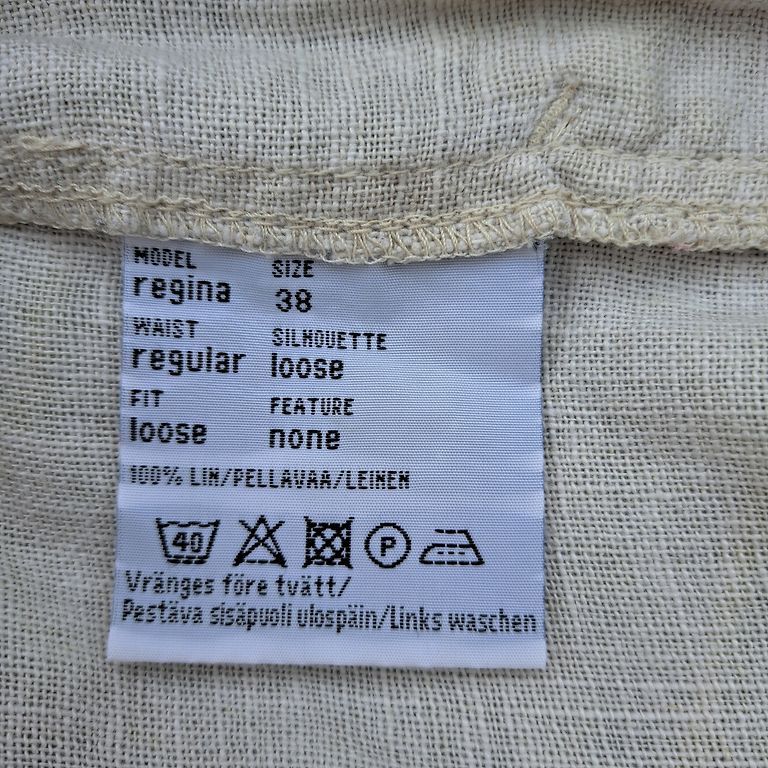 MODEL SIZE
regina 38
WAIST SILHOUETTE
regular loose
FIT FEATURE
loose none
100% LIN/PELLAVAA/LEINEN
40 P
Vränges före tvätt/
Pestäva sisäpuoli ulospäin/Links waschen